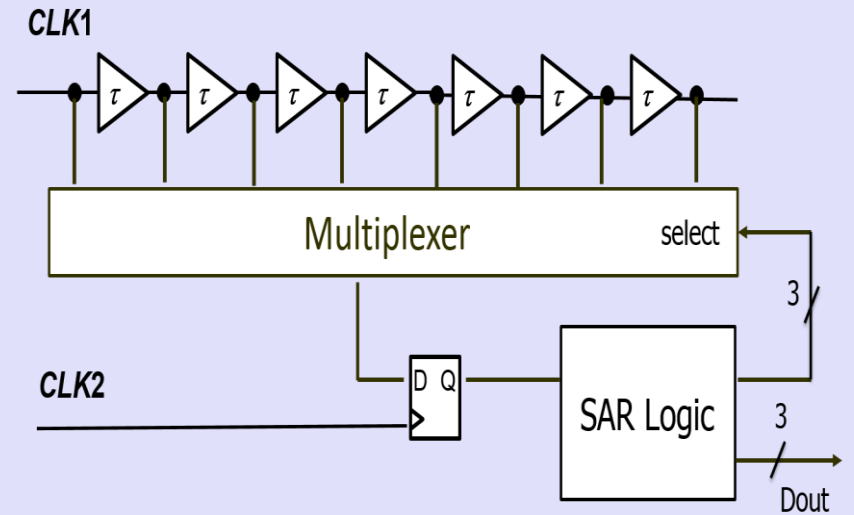 CLK1
τ τ τ τ τ τ τ
Multiplexer
select
3
CLK2
D Q
SAR Logic
3
Dout